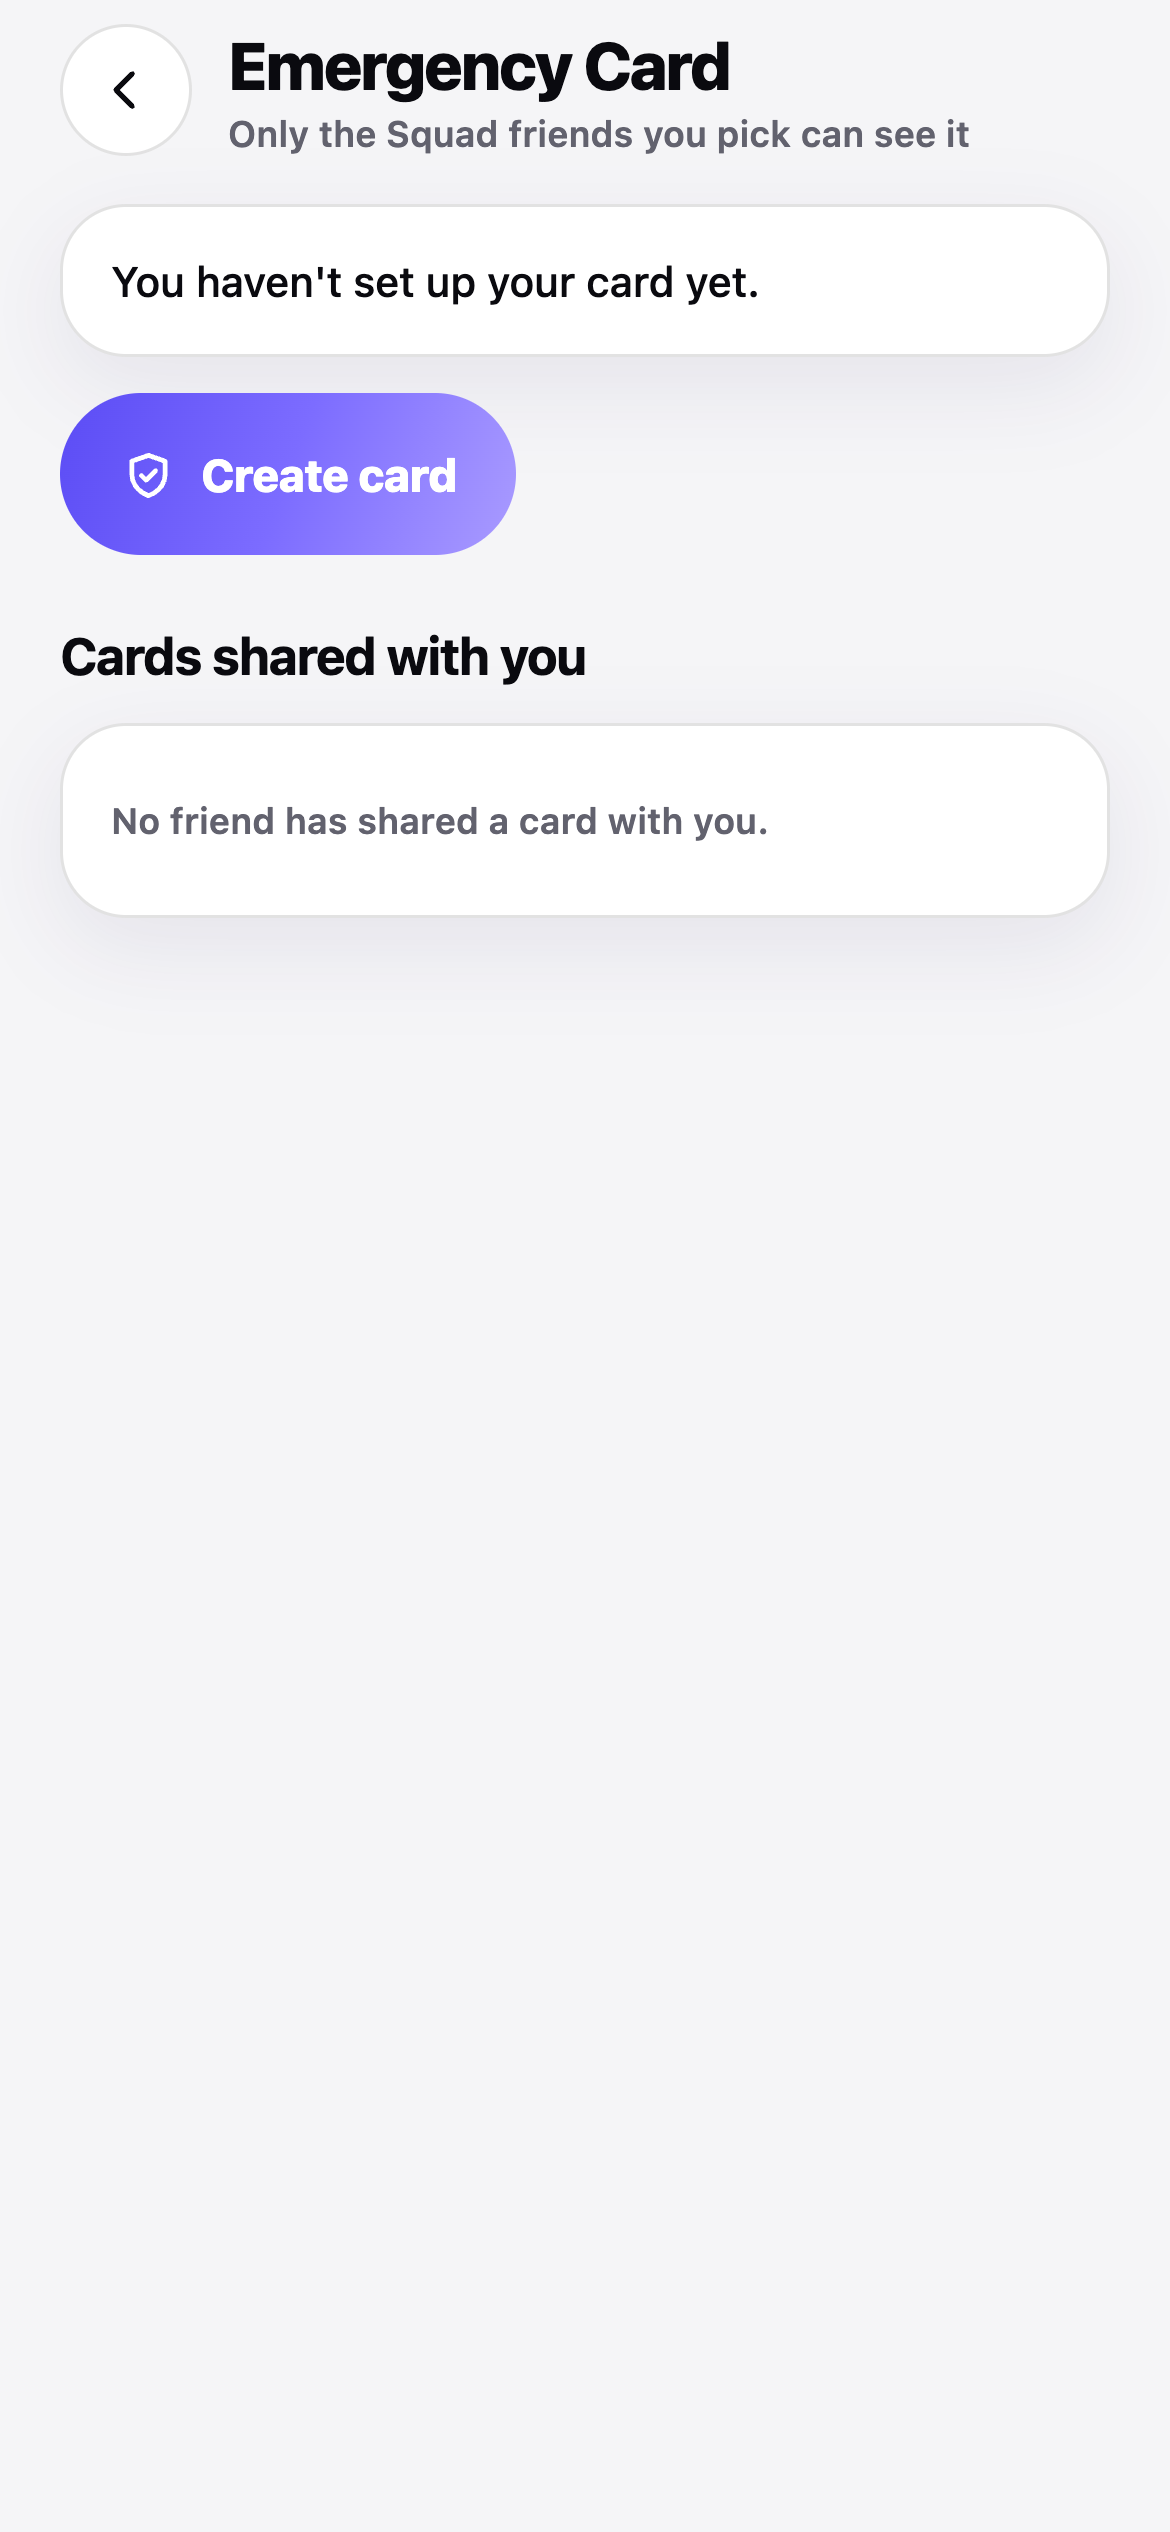 Emergency Card
Only the Squad friends you pick can see it
You haven't set up your card yet.
Create card
Cards shared with you
No friend has shared a card with you.